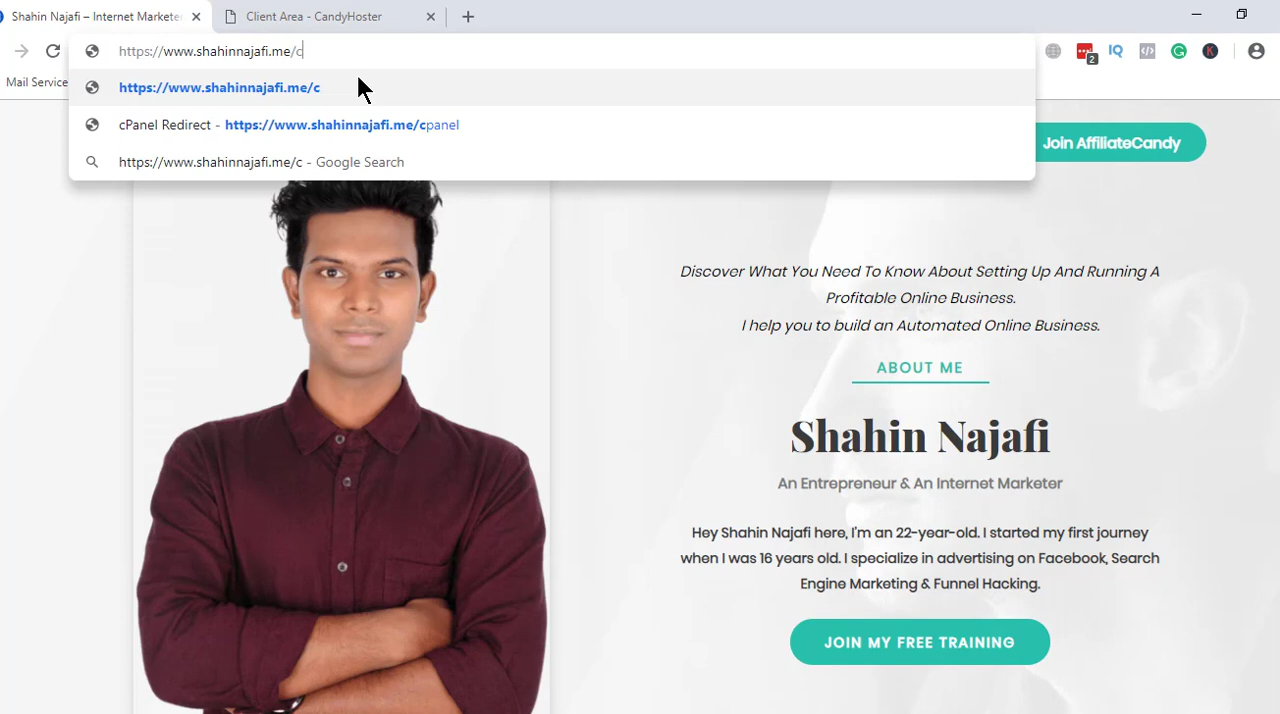 Shahin Najafi – Internet Marketer
Client Area - CandyHoster
https://www.shahinnajafi.me/c
2
IQ
K
Mail Service
https://www.shahinnajafi.me/c
cPanel Redirect - https://www.shahinnajafi.me/cpanel
https://www.shahinnajafi.me/c - Google Search
Join AffiliateCandy
Discover What You Need To Know About Setting Up And Running A
Profitable Online Business.
I help you to build an Automated Online Business.
ABOUT ME
Shahin Najafi
An Entrepreneur & An Internet Marketer
Hey Shahin Najafi here, I'm an 22-year-old. I started my first journey
when I was 16 years old. I specialize in advertising on Facebook, Search
Engine Marketing & Funnel Hacking.
JOIN MY FREE TRAINING